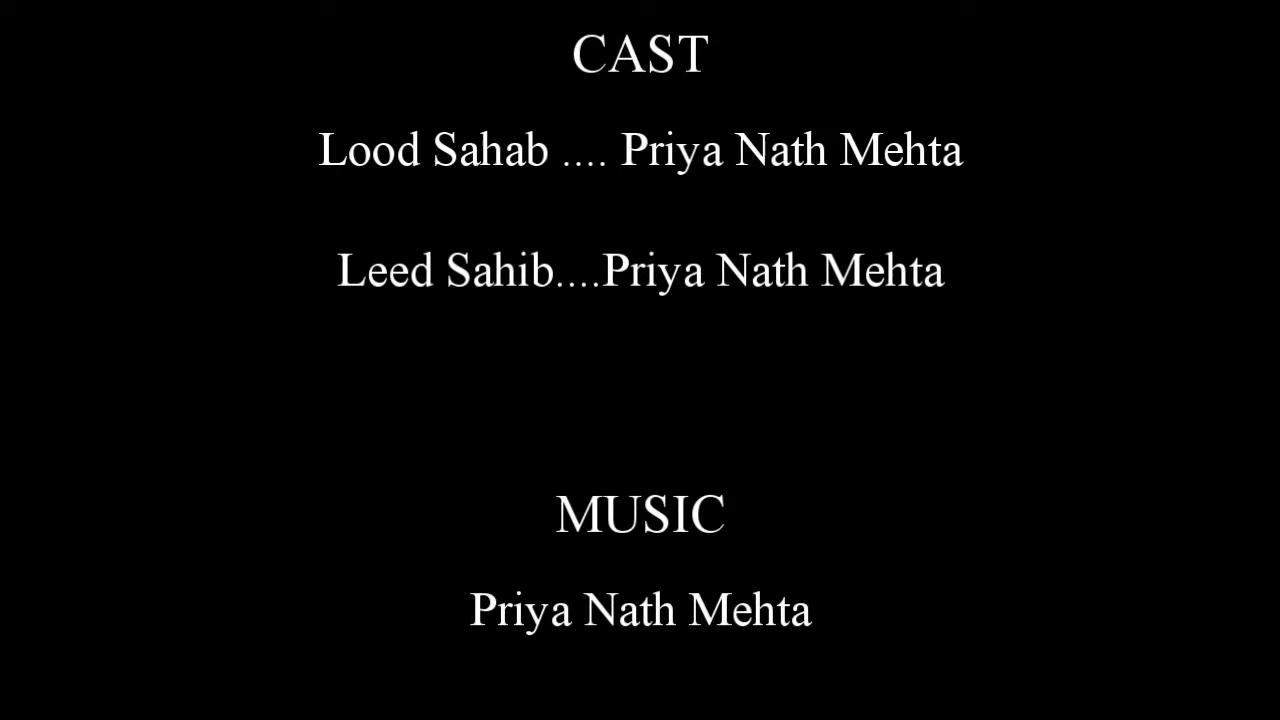 CAST
Lood Sahab .... Priya Nath Mehta
Leed Sahib....Priya Nath Mehta
MUSIC
Priya Nath Mehta